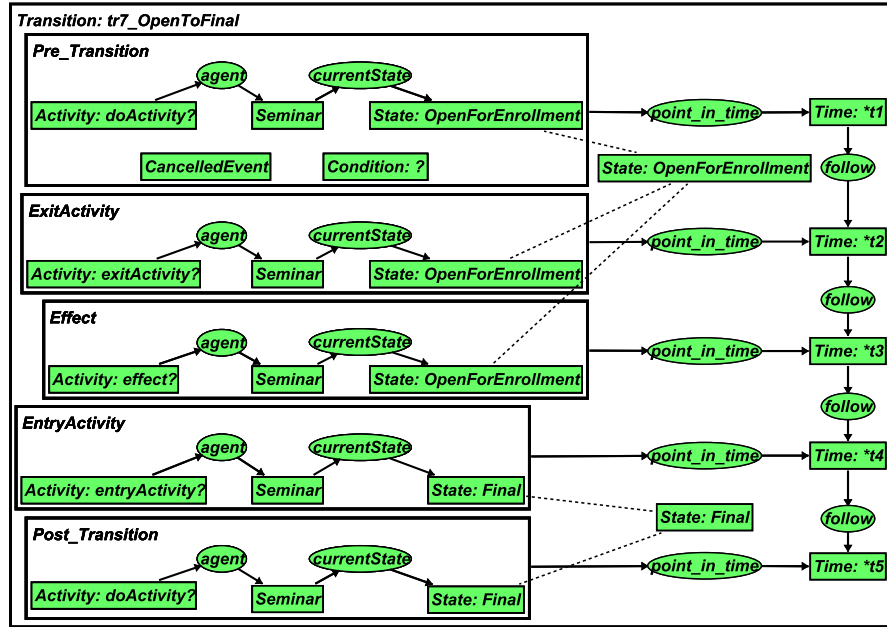 Transition: tr7_OpenToFinal
Pre_Transition
agent
currentState
Activity: doActivity?
Seminar
State: OpenForEnrollment
point_in_time
Time: *t1
CancelledEvent
Condition: ?
State: OpenForEnrollment
follow
ExitActivity
agent
currentState
Activity: exitActivity?
Seminar
State: OpenForEnrollment
point_in_time
Time: *t2
follow
Effect
agent
currentState
Activity: effect?
Seminar
State: OpenForEnrollment
point_in_time
Time: *t3
follow
EntryActivity
agent
currentState
Activity: entryActivity?
Seminar
State: Final
point_in_time
Time: *t4
State: Final
follow
Post_Transition
agent
currentState
Activity: doActivity?
Seminar
State: Final
point_in_time
Time: *t5